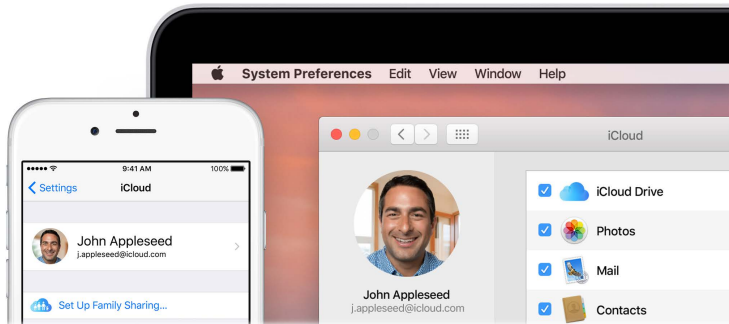 System Preferences Edit View Window Help
iCloud
9:41 AM 100%
Settings iCloud
John Appleseed
j.appleseed@icloud.com
Set Up Family Sharing...
John Appleseed
j.appleseed@icloud.com
iCloud Drive
Photos
Mail
Contacts